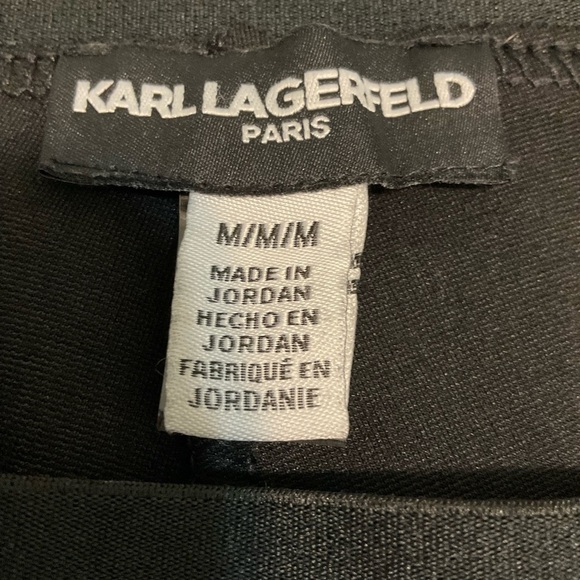 KARL LAGERFELD
PARIS
M/M/M
MADE IN
JORDAN
HECHO EN
JORDAN
FABRIQUÉ EN
JORDANIE